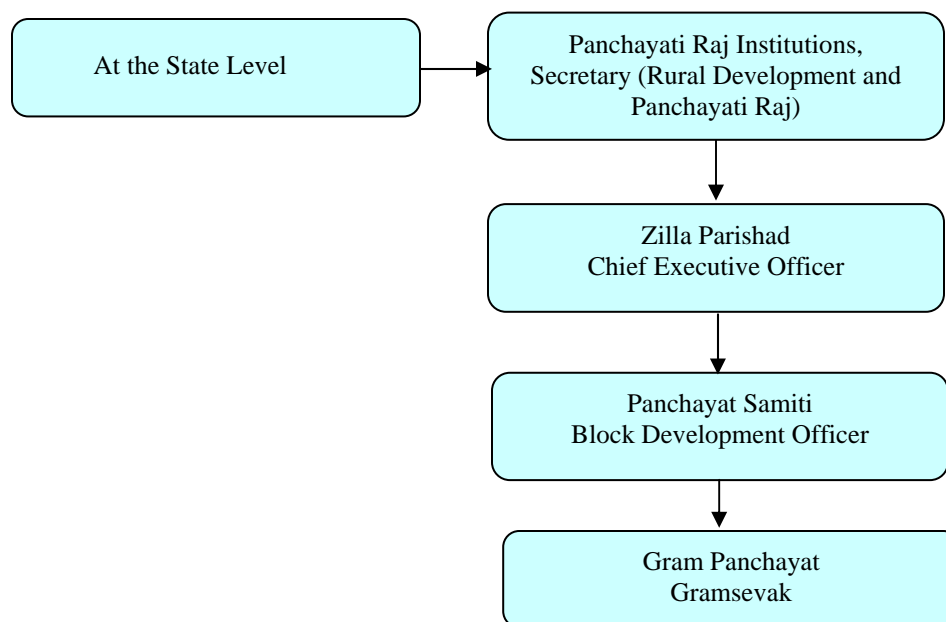 At the State Level
Panchayati Raj Institutions,
Secretary (Rural Development and
Panchayati Raj)
Zilla Parishad
Chief Executive Officer
Panchayat Samiti
Block Development Officer
Gram Panchayat
Gramsevak